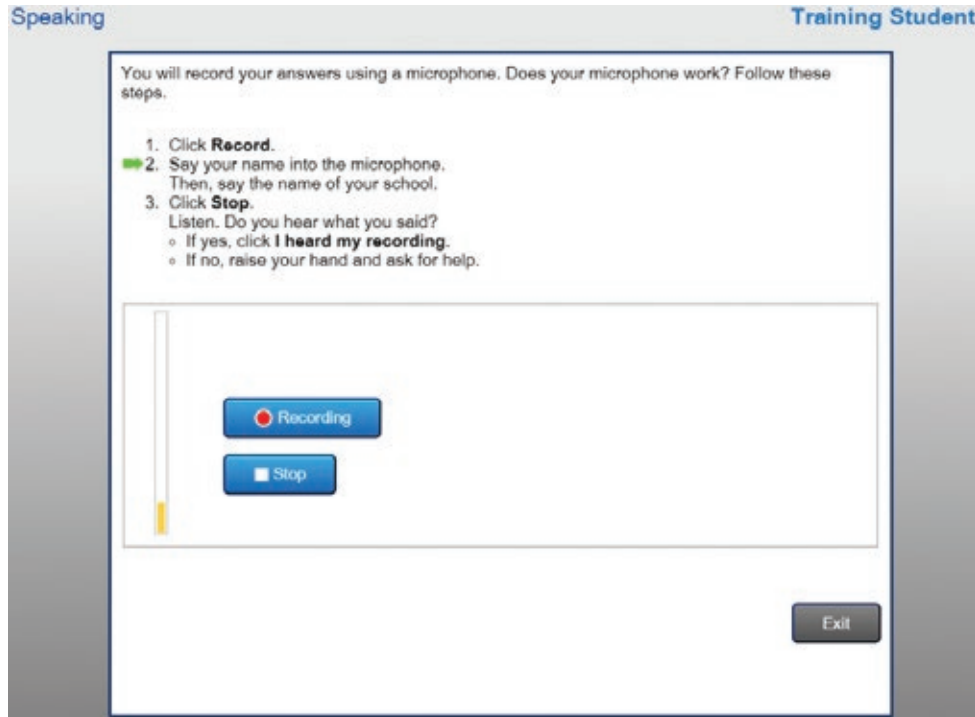 Speaking
Training Student
You will record your answers using a microphone. Does your microphone work? Follow these
steps.
1. Click Record.
2. Say your name into the microphone.
Then, say the name of your school.
3. Click Stop.
Listen. Do you hear what you said?
◦ If yes, click I heard my recording.
◦ If no, raise your hand and ask for help.
Recording
Stop
Exit